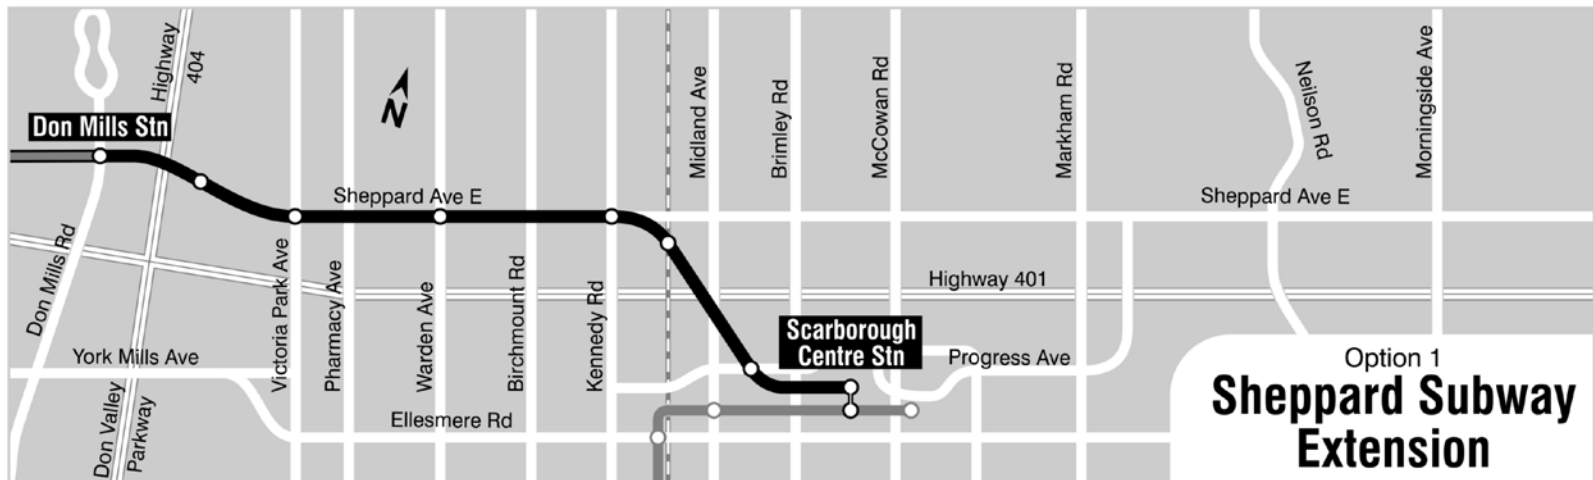 Highway
404
Don Mills Stn
N
Midland Ave
Brimley Rd
McCowan Rd
Markham Rd
Neilson Rd
Morningside Ave
Sheppard Ave E
Sheppard Ave E
Don Mills Rd
Victoria Park Ave
Pharmacy Ave
Warden Ave
Birchmount Rd
Kennedy Rd
Highway 401
Scarborough
Centre Stn
York Mills Ave
Progress Ave
Don Valley
Parkway
Ellesmere Rd
Option 1
Sheppard Subway
Extension